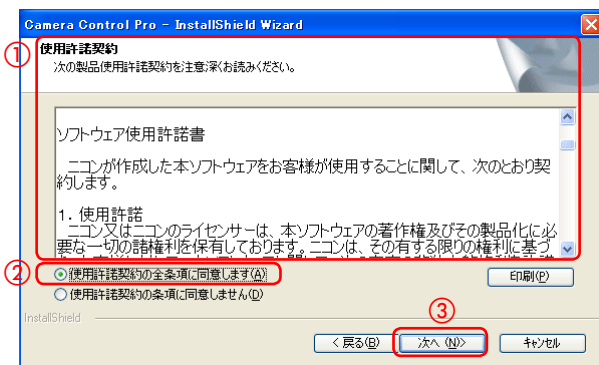 Camera Control Pro - InstallShield Wizard
①
使用許諾契約
次の製品使用許諾契約を注意深くお読みください。
ソフトウェア使用許諾書
ニコンが作成した本ソフトウェアをお客様が使用することに関して、次のとおり契
約します。
1. 使用許諾
ニコン又はニコンのライセンサーは、本ソフトウェアの著作権及びその製品化に必
要な一切の諸権利を保有しております。ニコンは、その有する限りの権利に基づ
②
使用許諾契約の全条項に同意します(A)
印刷(P)
使用許諾契約の条項に同意しません(D)
③
InstallShield
< 戻る(B)
次へ (N)>
キャンセル